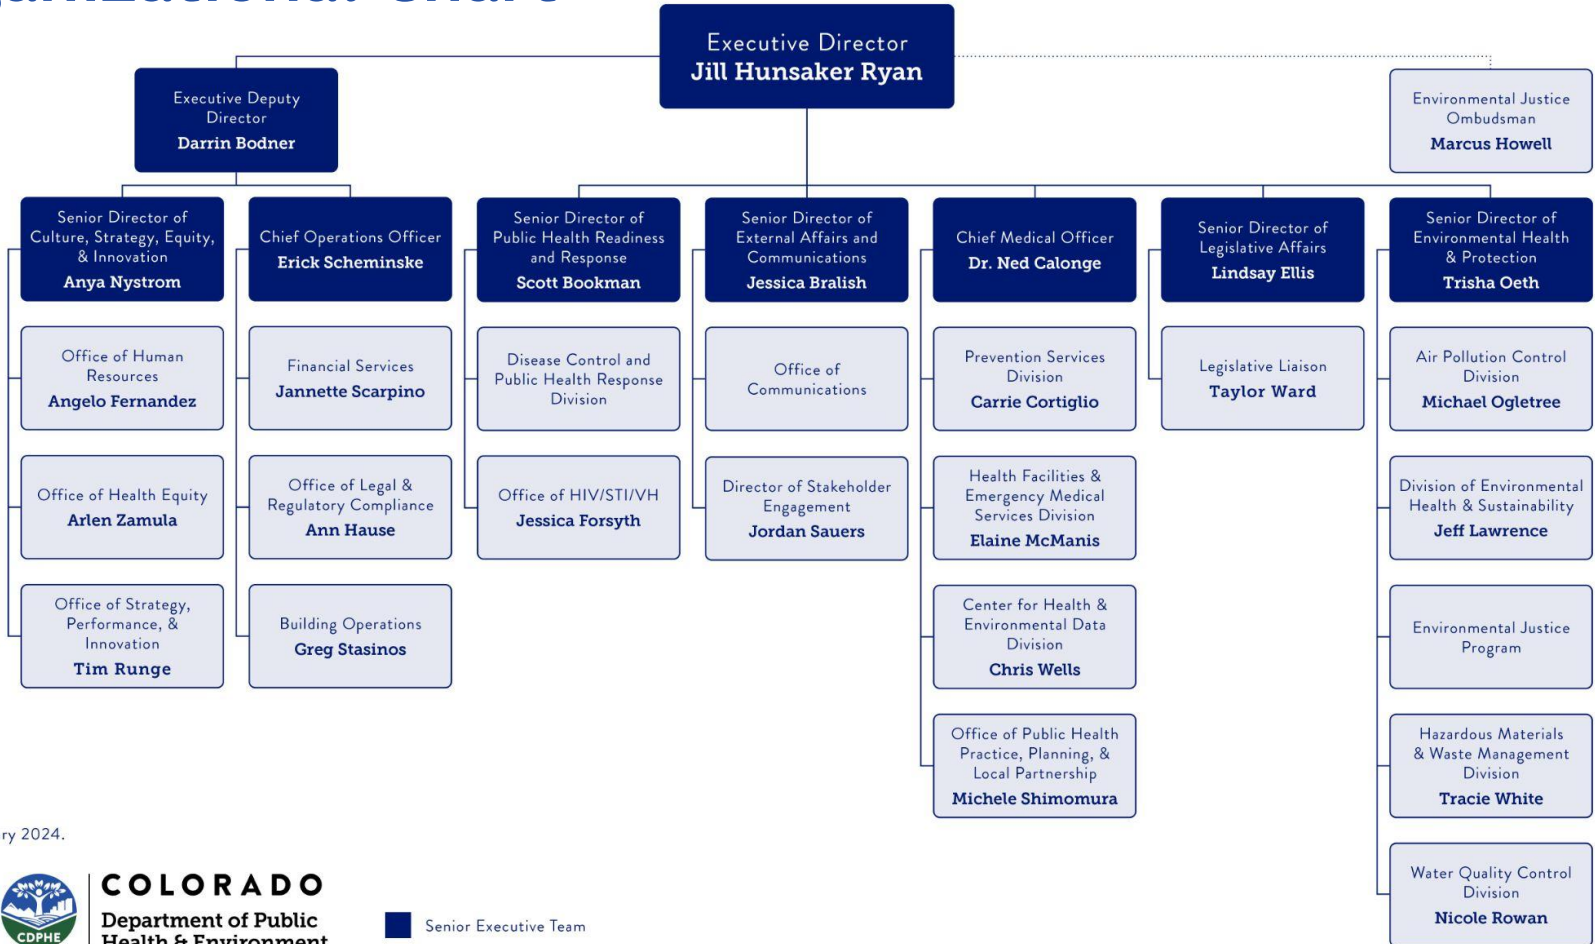 Organizational Chart
Executive Director
Jill Hunsaker Ryan
Executive Deputy
Director
Darrin Bodner
Environmental Justice
Ombudsman
Marcus Howell
Senior Director of
Culture, Strategy, Equity,
& Innovation
Anya Nystrom
Office of Human
Resources
Angelo Fernandez
Office of Health Equity
Arlen Zamula
Office of Strategy,
Performance, &
Innovation
Tim Runge
Chief Operations Officer
Erick Scheminske
Financial Services
Jannette Scarpino
Office of Legal &
Regulatory Compliance
Ann Hause
Building Operations
Greg Stasinos
Senior Director of
Public Health Readiness
and Response
Scott Bookman
Disease Control and
Public Health Response
Division
Office of HIV/STI/VH
Jessica Forsyth
Senior Director of
External Affairs and
Communications
Jessica Bralish
Office of
Communications
Director of Stakeholder
Engagement
Jordan Sauers
Chief Medical Officer
Dr. Ned Calonge
Prevention Services
Division
Carrie Cortiglio
Health Facilities &
Emergency Medical
Services Division
Elaine McManis
Center for Health &
Environmental Data
Division
Chris Wells
Office of Public Health
Practice, Planning, &
Local Partnership
Michele Shimomura
Senior Director of
Legislative Affairs
Lindsay Ellis
Legislative Liaison
Taylor Ward
Senior Director of
Environmental Health
& Protection
Trisha Oeth
Air Pollution Control
Division
Michael Ogletree
Division of Environmental
Health & Sustainability
Jeff Lawrence
Environmental Justice
Program
Hazardous Materials
& Waste Management
Division
Tracie White
Water Quality Control
Division
Nicole Rowan
ry 2024.
CDPHE
COLORADO
Department of Public
Health & Environment
Senior Executive Team